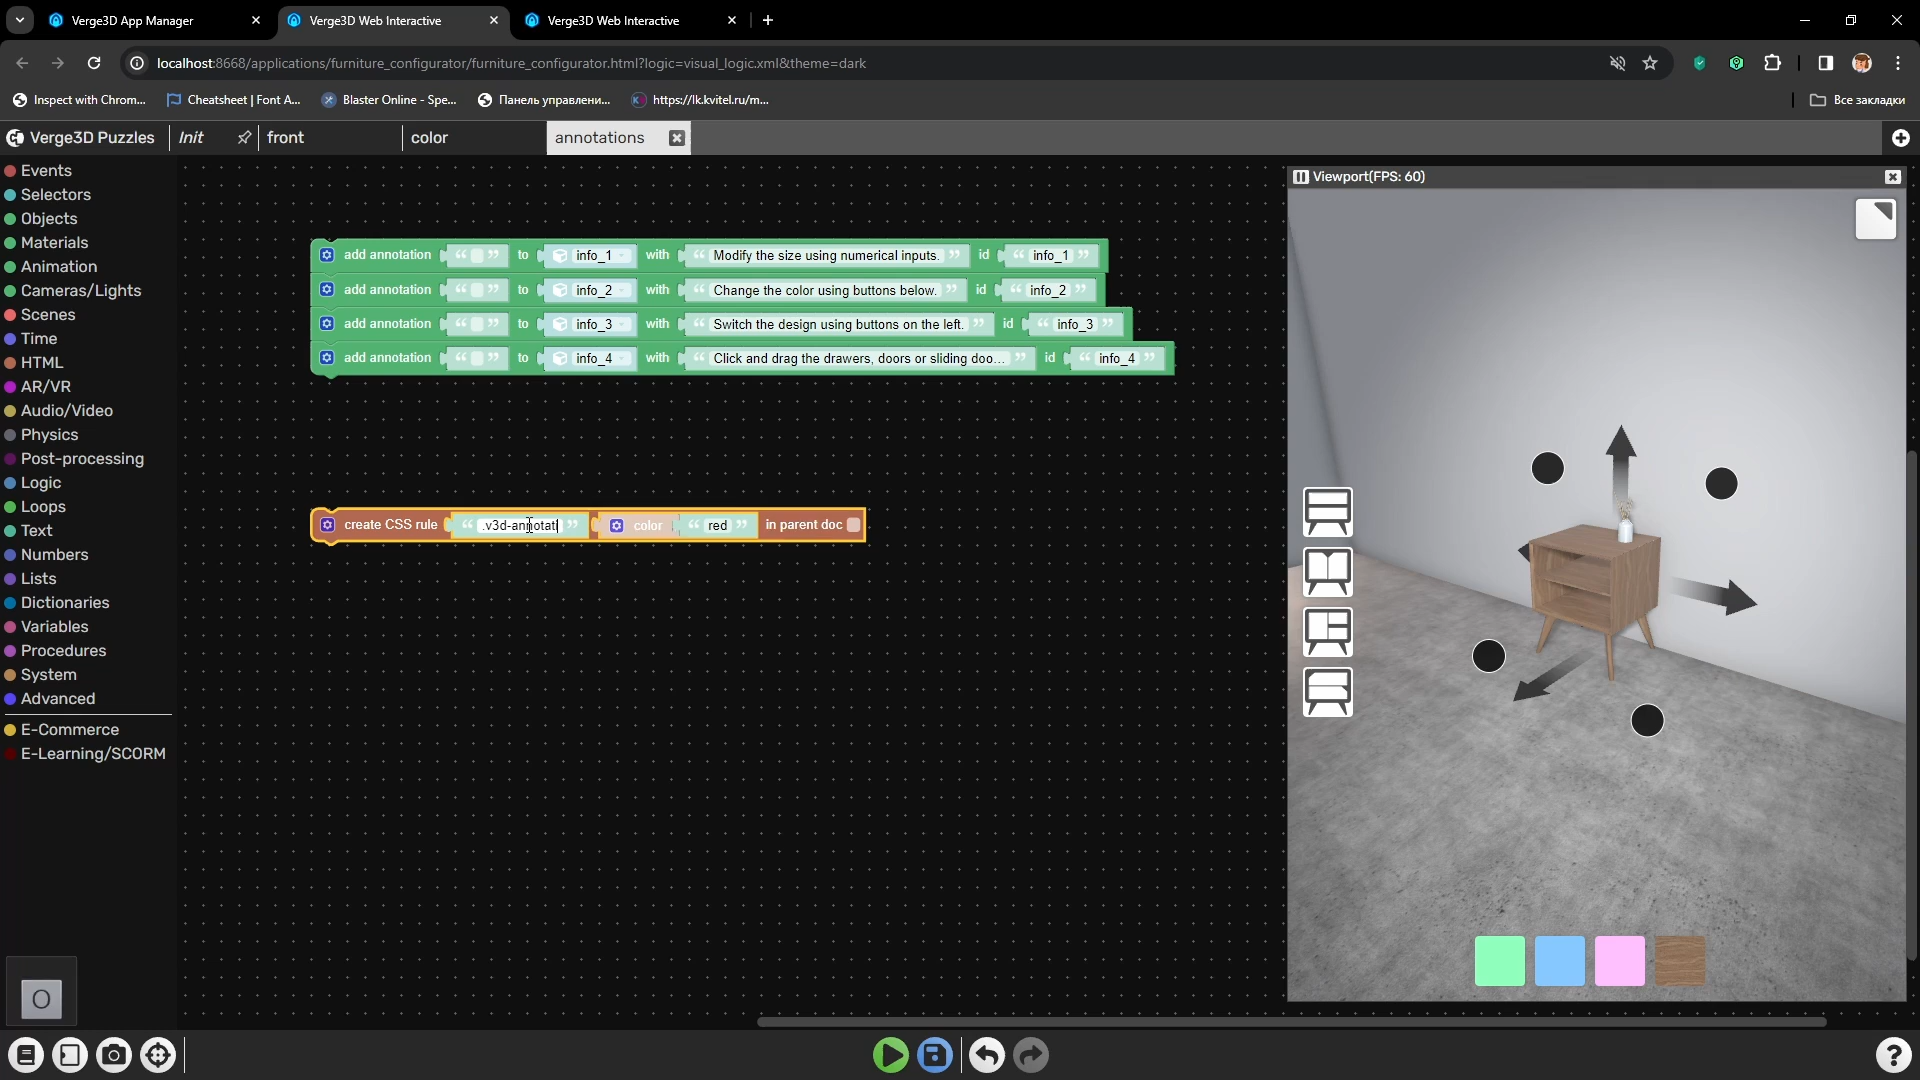 Verge3D App Manager
Verge3D Web Interactive
Verge3D Web Interactive
localhost:8668/applications/furniture_configurator/furniture_configurator.html?logic=visual_logic.xml&theme=dark
Inspect with Chrom...
Cheatsheet | Font A...
Blaster Online - Spe...
Панель управлени...
https://lk.kvitel.ru/m...
Все закладки
Verge3D Puzzles
Init
front
color
annotations
Events
Selectors
Objects
Materials
Animation
Cameras/Lights
Scenes
Time
HTML
AR/VR
Audio/Video
Physics
Post-processing
Logic
Loops
Text
Numbers
Lists
Dictionaries
Variables
Procedures
System
Advanced
E-Commerce
E-Learning/SCORM
add annotation “ ” to info_1 with “ Modify the size using numerical inputs. ” id “ info_1 ”
add annotation “ ” to info_2 with “ Change the color using buttons below. ” id “ info_2 ”
add annotation “ ” to info_3 with “ Switch the design using buttons on the left. ” id “ info_3 ”
add annotation “ ” to info_4 with “ Click and drag the drawers, doors or sliding doo... ” id “ info_4 ”
create CSS rule “ .v3d-annotati ” color “ red ” in parent doc
Viewport(FPS: 60)
O
?